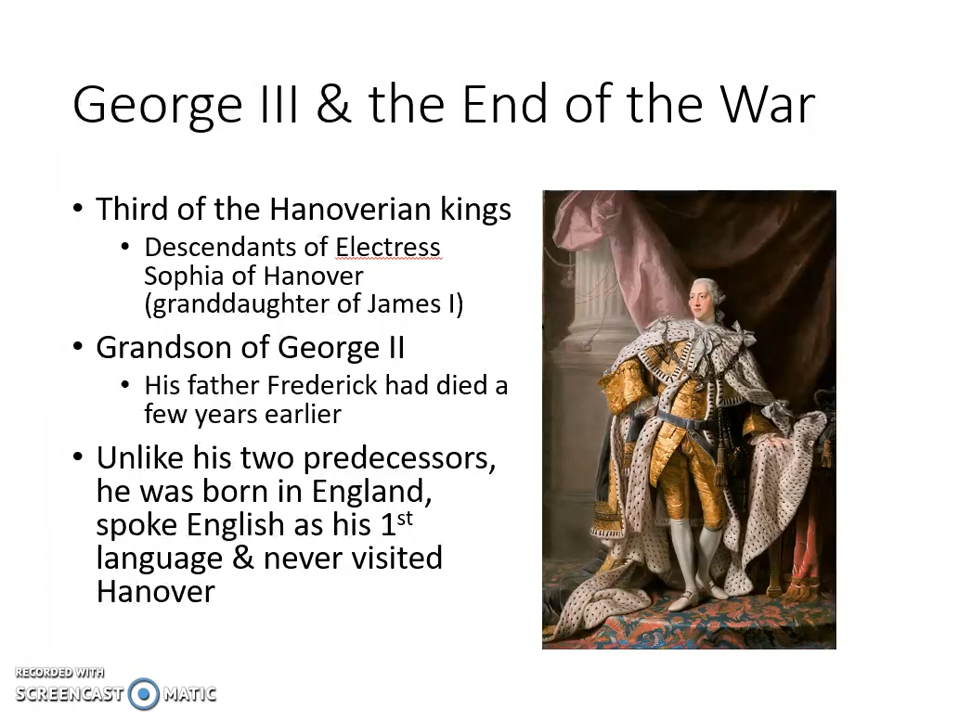 George III & the End of the War
• Third of the Hanoverian kings
• Descendants of Electress
Sophia of Hanover
(granddaughter of James I)
• Grandson of George II
• His father Frederick had died a
few years earlier
• Unlike his two predecessors,
he was born in England,
spoke English as his 1st
language & never visited
Hanover
RECORDED WITH
SCREENCAST MATIC